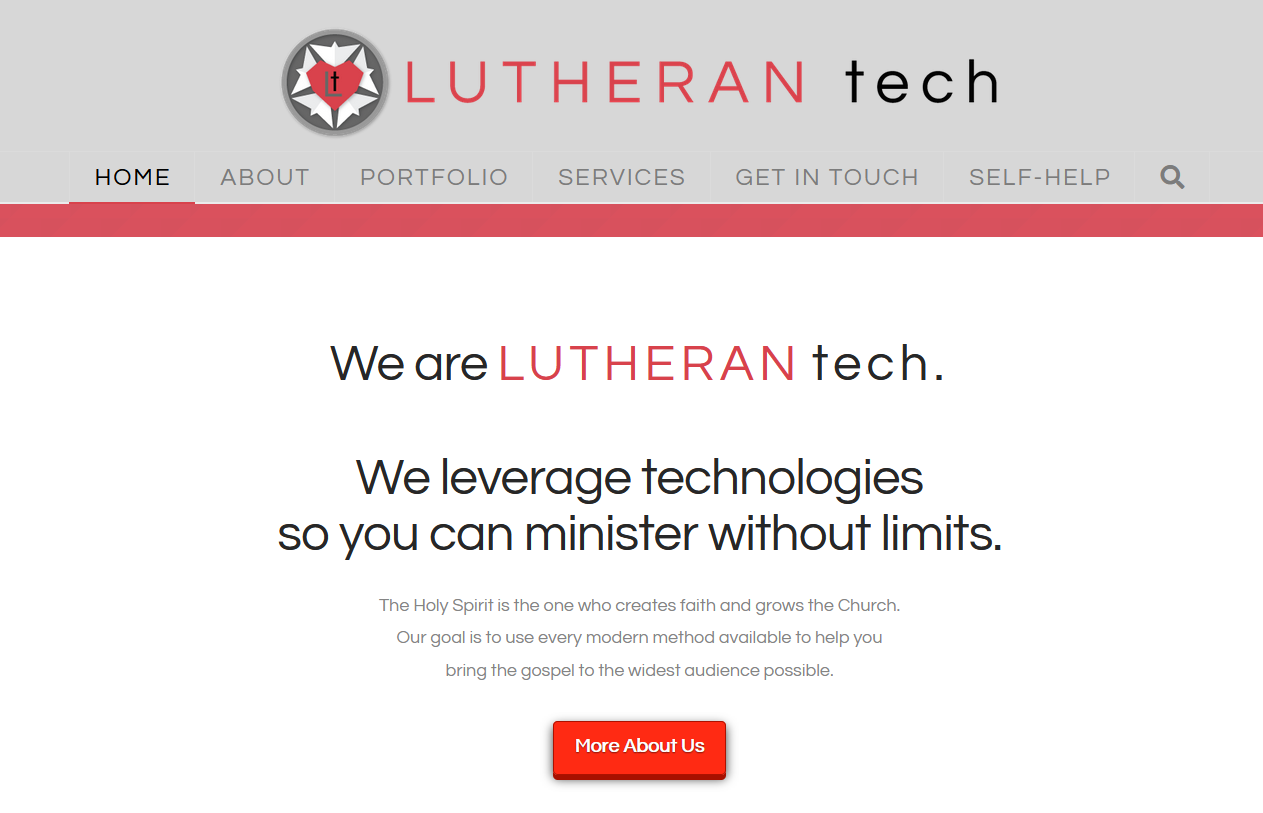 Lt
LUTHERAN tech
HOME ABOUT PORTFOLIO SERVICES GET IN TOUCH SELF-HELP
We are LUTHERAN tech.
We leverage technologies
so you can minister without limits.
The Holy Spirit is the one who creates faith and grows the Church.
Our goal is to use every modern method available to help you
bring the gospel to the widest audience possible.
More About Us